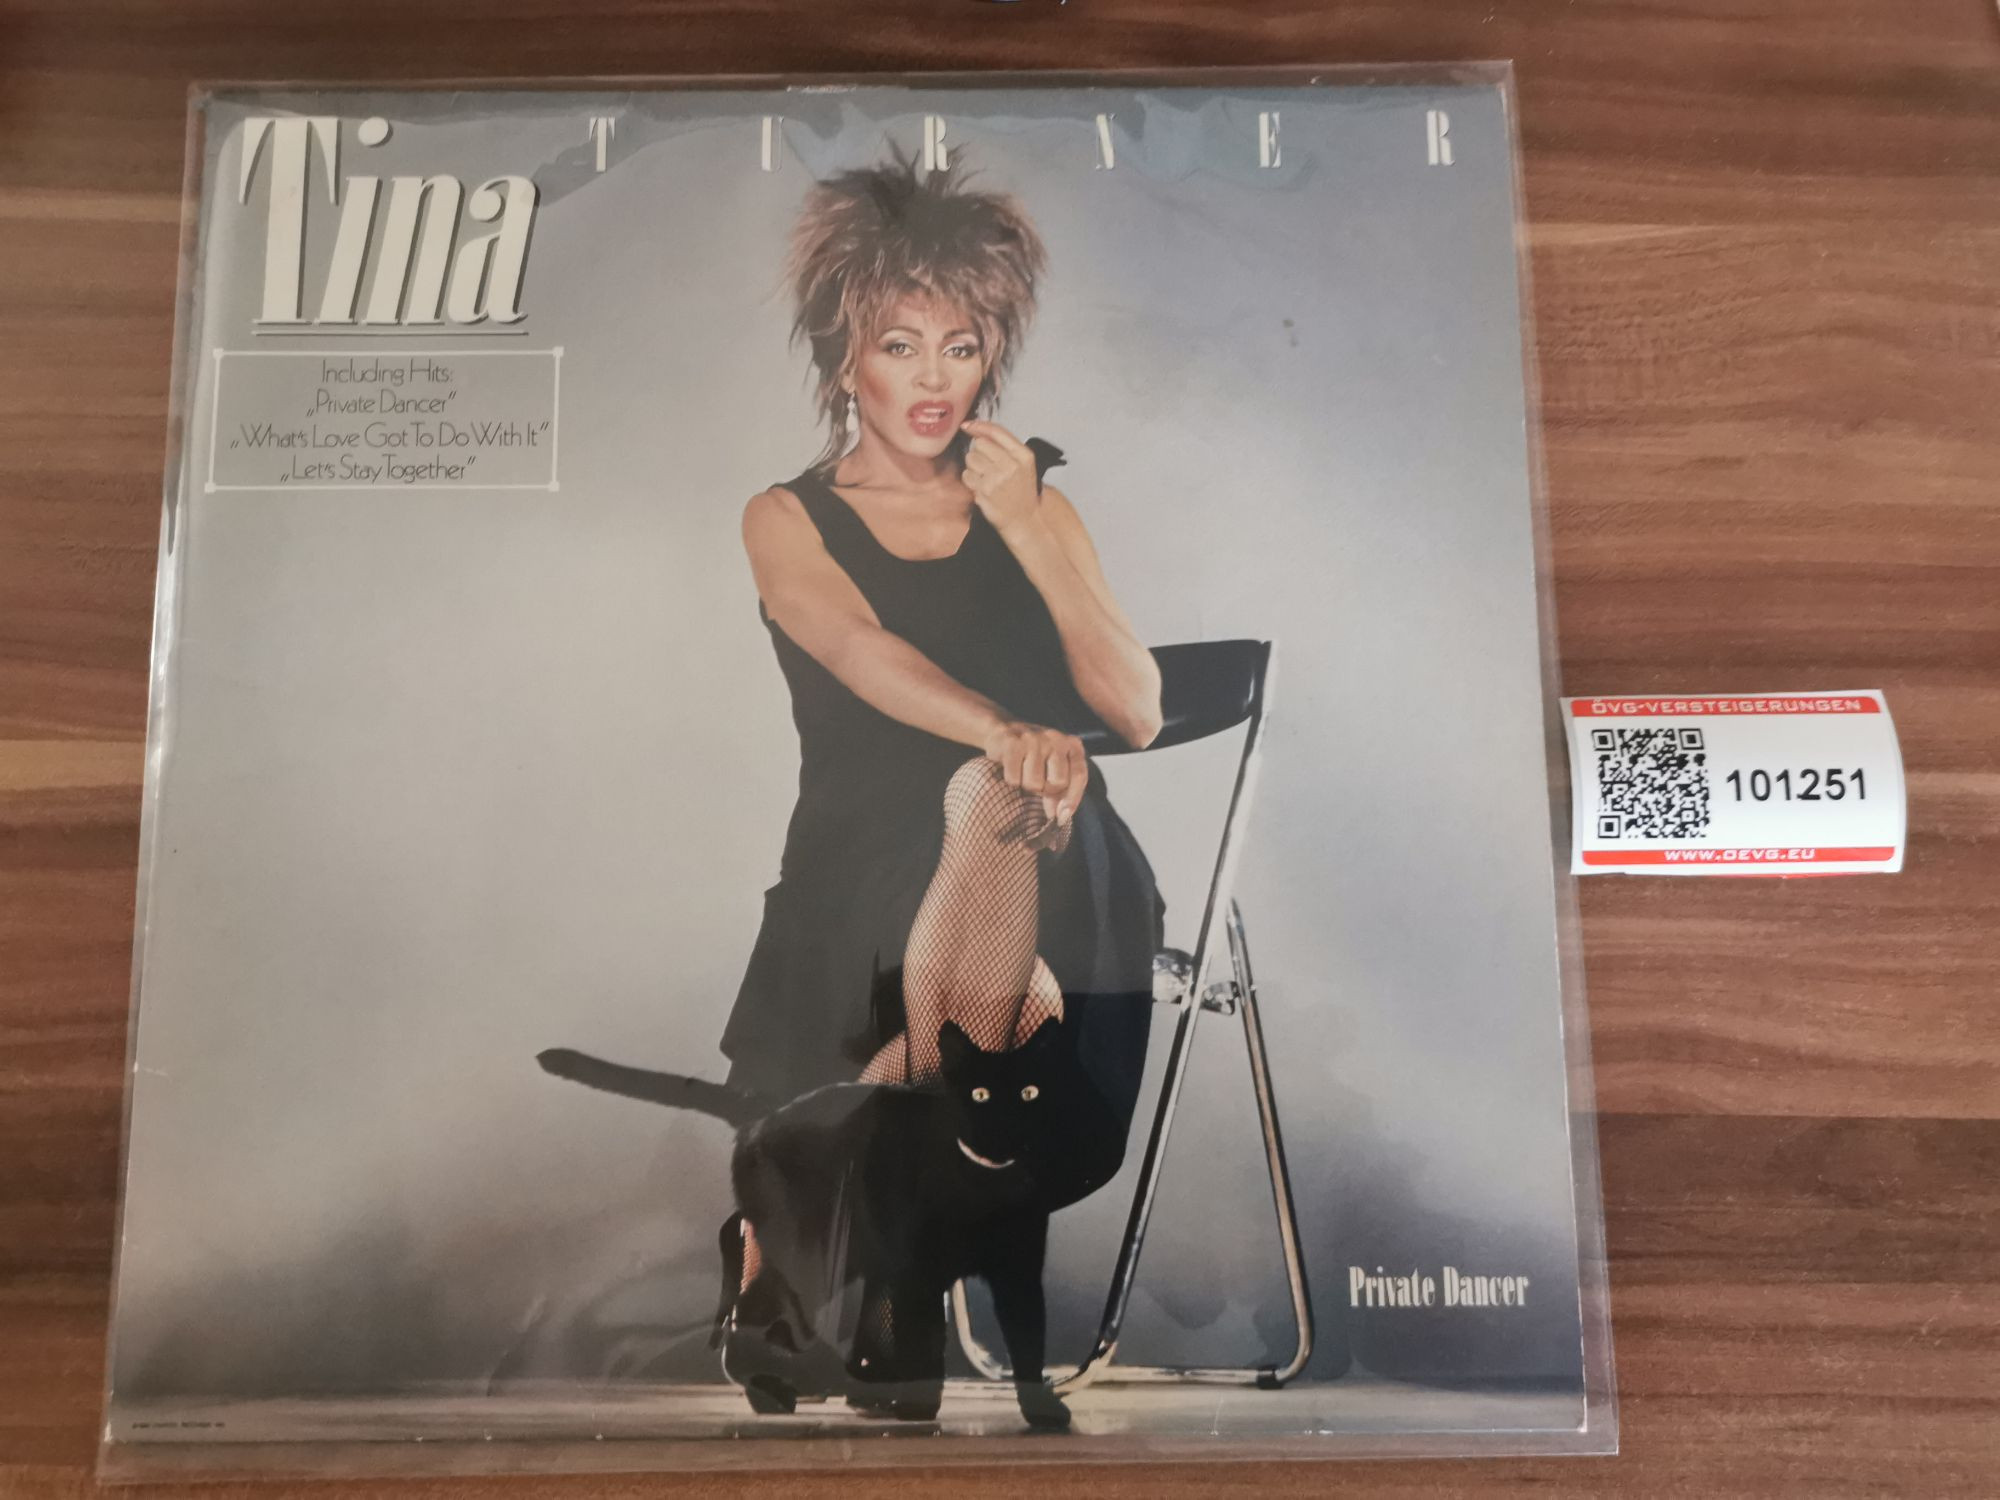 Tina TURNER
Including Hits:
„Private Dancer"
„What's Love Got To Do With It"
„Let's Stay Together"
ÖVG-VERSTEIGERUNGEN
101251
WWW.OEVG.EU
Private Dancer